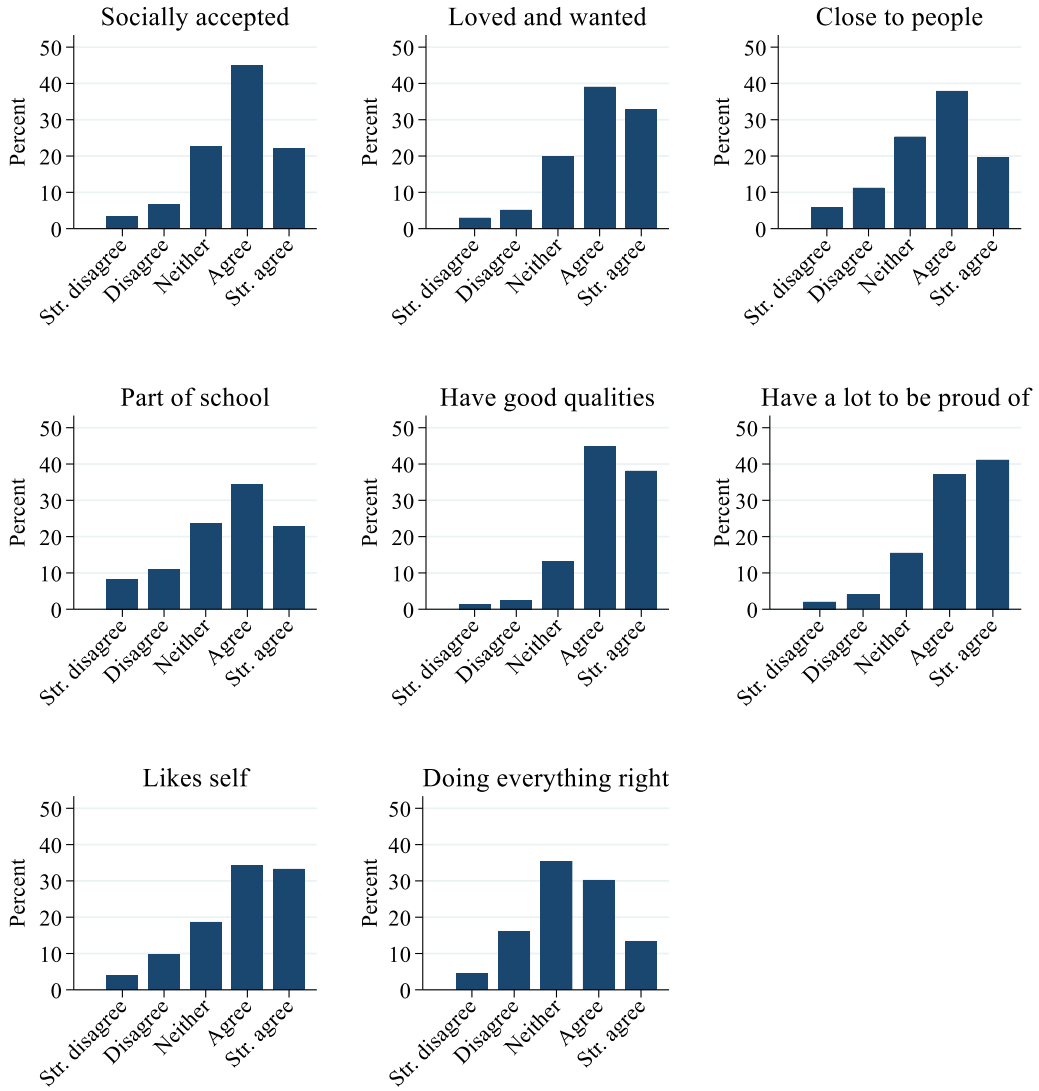 Socially accepted
Loved and wanted
Close to people
Percent
50
40
30
20
10
0
Str. disagree
Disagree
Neither
Agree
Str. agree
Percent
50
40
30
20
10
0
Str. disagree
Disagree
Neither
Agree
Str. agree
Percent
50
40
30
20
10
0
Str. disagree
Disagree
Neither
Agree
Str. agree
Part of school
Have good qualities
Have a lot to be proud of
Percent
50
40
30
20
10
0
Str. disagree
Disagree
Neither
Agree
Str. agree
Percent
50
40
30
20
10
0
Str. disagree
Disagree
Neither
Agree
Str. agree
Percent
50
40
30
20
10
0
Str. disagree
Disagree
Neither
Agree
Str. agree
Likes self
Doing everything right
Percent
50
40
30
20
10
0
Str. disagree
Disagree
Neither
Agree
Str. agree
Percent
50
40
30
20
10
0
Str. disagree
Disagree
Neither
Agree
Str. agree